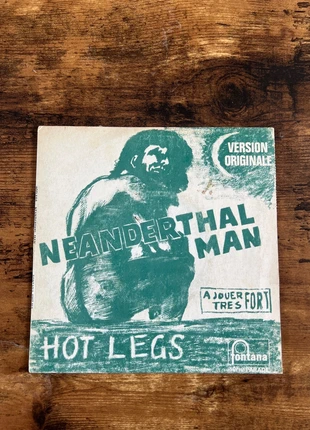 VERSION
ORIGINALE
NEANDERTHAL
MAN
A JOUER
TRES FORT
HOT LEGS
fontana